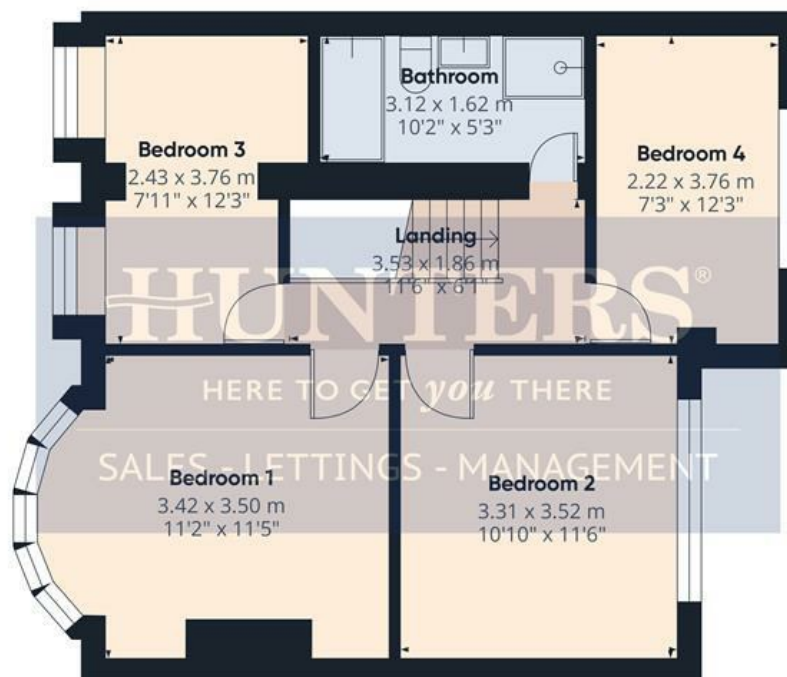 Bathroom
3.12 x 1.62 m
10'2" x 5'3"
Bedroom 3
2.43 x 3.76 m
7'11" x 12'3"
Bedroom 4
2.22 x 3.76 m
7'3" x 12'3"
Landing
3.53 x 1.86 m
11'6" x 6'1"
HUNTERS®
HERE TO GET you THERE
SALES - LETTINGS - MANAGEMENT
Bedroom 1
3.42 x 3.50 m
11'2" x 11'5"
Bedroom 2
3.31 x 3.52 m
10'10" x 11'6"